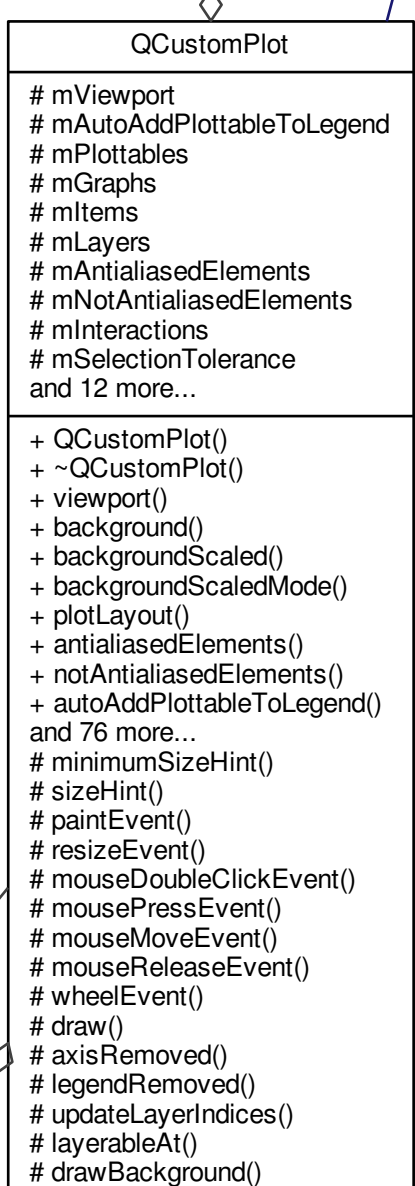 QCustomPlot
# mViewport
# mAutoAddPlottableToLegend
# mPlottables
# mGraphs
# mItems
# mLayers
# mAntialiasedElements
# mNotAntialiasedElements
# mInteractions
# mSelectionTolerance
and 12 more...
+ QCustomPlot()
+ ~QCustomPlot()
+ viewport()
+ background()
+ backgroundScaled()
+ backgroundScaledMode()
+ plotLayout()
+ antialiasedElements()
+ notAntialiasedElements()
+ autoAddPlottableToLegend()
and 76 more...
# minimumSizeHint()
# sizeHint()
# paintEvent()
# resizeEvent()
# mouseDoubleClickEvent()
# mousePressEvent()
# mouseMoveEvent()
# mouseReleaseEvent()
# wheelEvent()
# draw()
# axisRemoved()
# legendRemoved()
# updateLayerIndices()
# layerableAt()
# drawBackground()